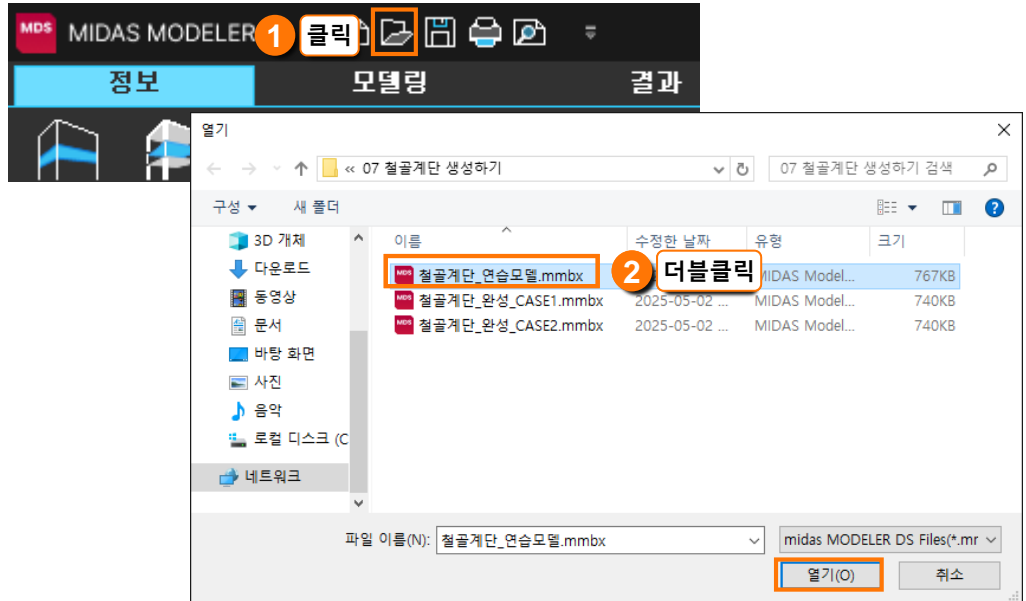 MDS MIDAS MODELER 1 클릭
정보 모델링 결과
열기
« 07 철골계단 생성하기 07 철골계단 생성하기 검색
구성 새 폴더
이름 수정한 날짜 유형 크기
3D 개체
다운로드
동영상
문서
바탕 화면
사진
음악
로컬 디스크 (C
네트워크
MDS 철골계단_연습모델.mmbx 2 더블클릭 MIDAS Model... 767KB
MDS 철골계단_완성_CASE1.mmbx 2025-05-02 ... MIDAS Model... 740KB
MDS 철골계단_완성_CASE2.mmbx 2025-05-02 ... MIDAS Model... 740KB
파일 이름(N): 철골계단_연습모델.mmbx midas MODELER DS Files(*.mr
열기(O) 취소